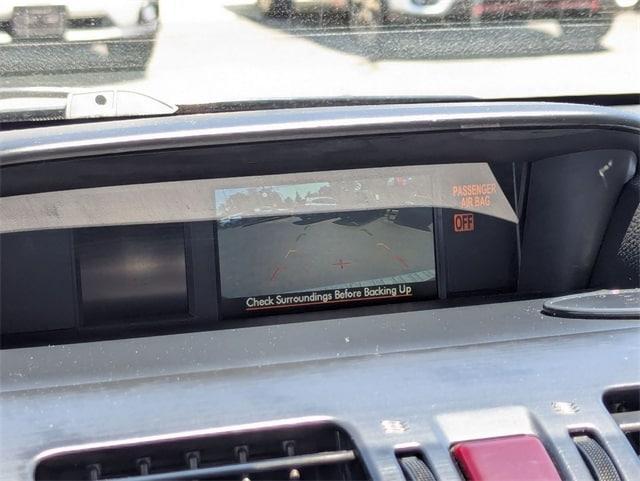 PASSENGER
AIR BAG
OFF
Check Surroundings Before Backing Up